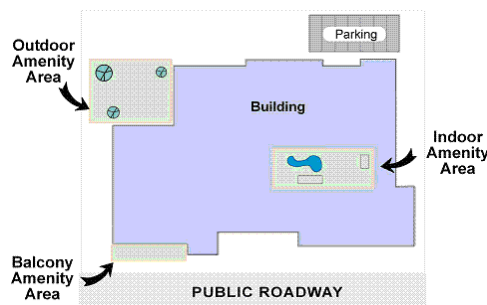 Parking
Outdoor
Amenity
Area
Building
Indoor
Amenity
Area
Balcony
Amenity
Area
PUBLIC ROADWAY